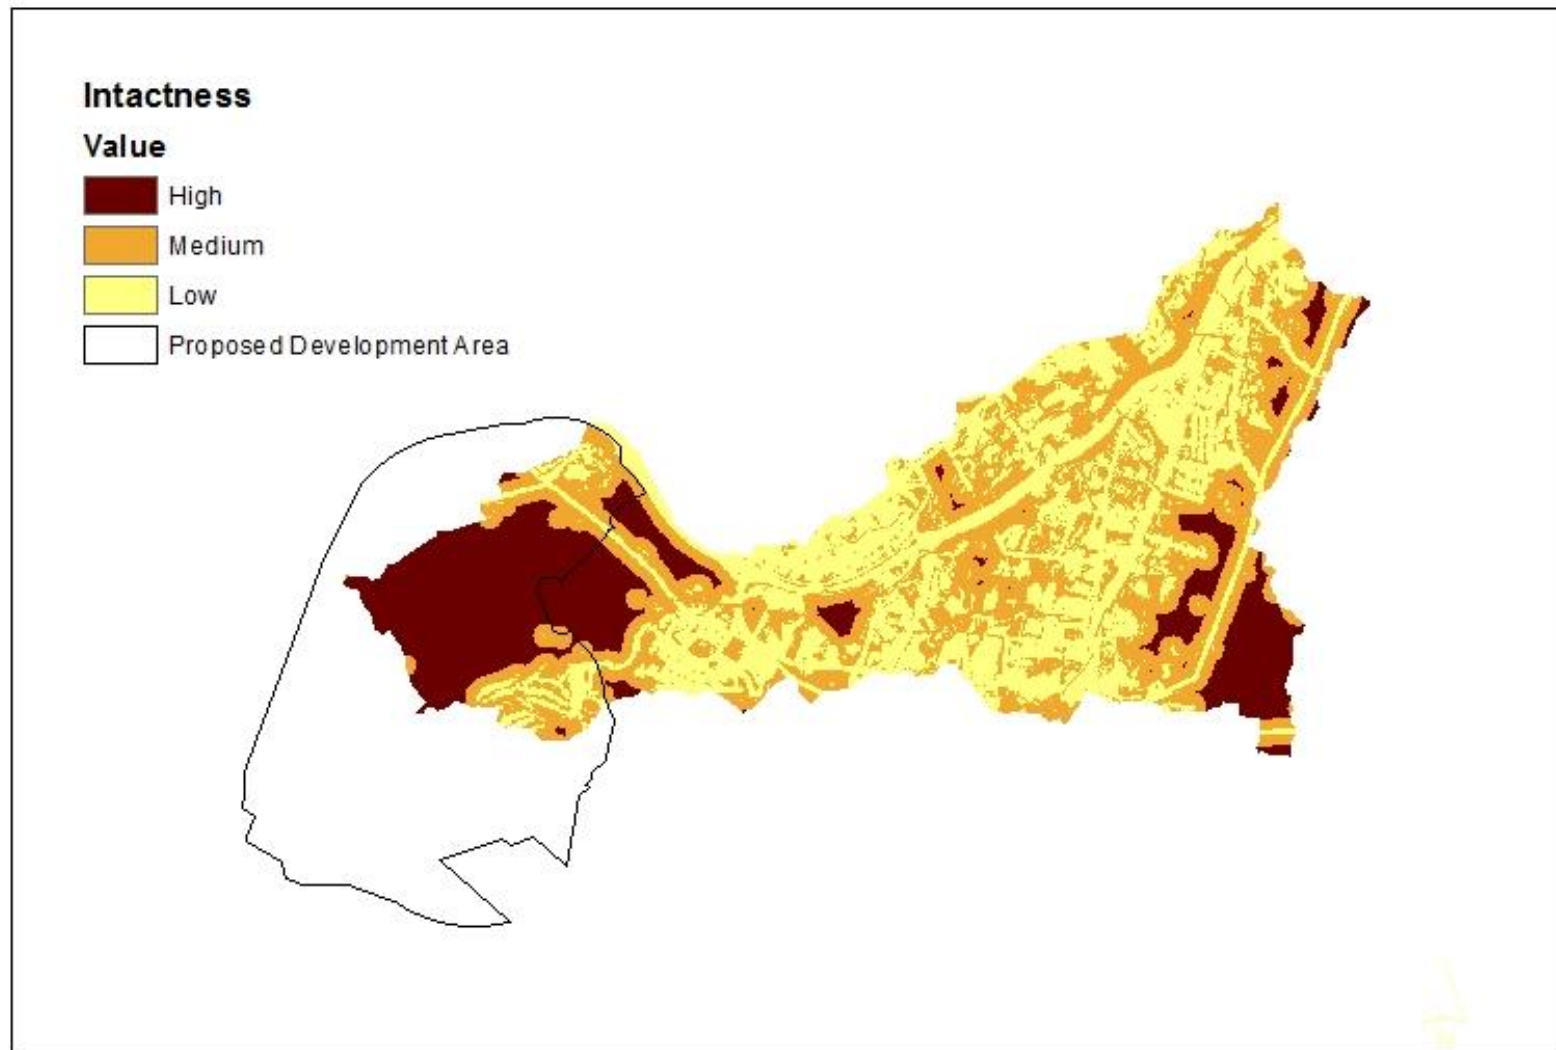 Intactness
Value
High
Medium
Low
Proposed Development Area